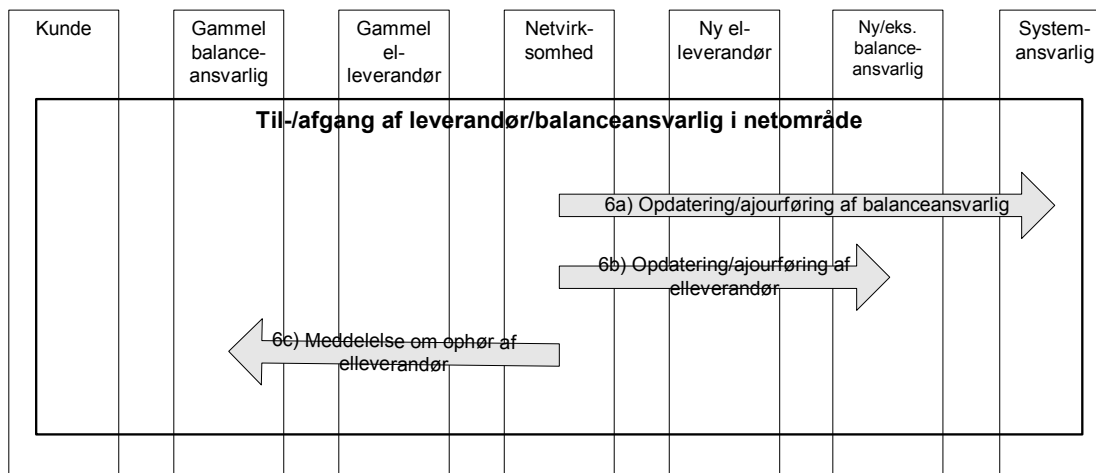 Kunde
Gammel
balance-
ansvarlig
Gammel
el-
leverandør
Netvirk-
somhed
Ny el-
leverandør
Ny/eks.
balance-
ansvarlig
System-
ansvarlig
Til-/afgang af leverandør/balanceansvarlig i netområde
6a) Opdatering/ajourføring af balanceansvarlig
6b) Opdatering/ajourføring af
elleverandør
6c) Meddelelse om ophør af
elleverandør